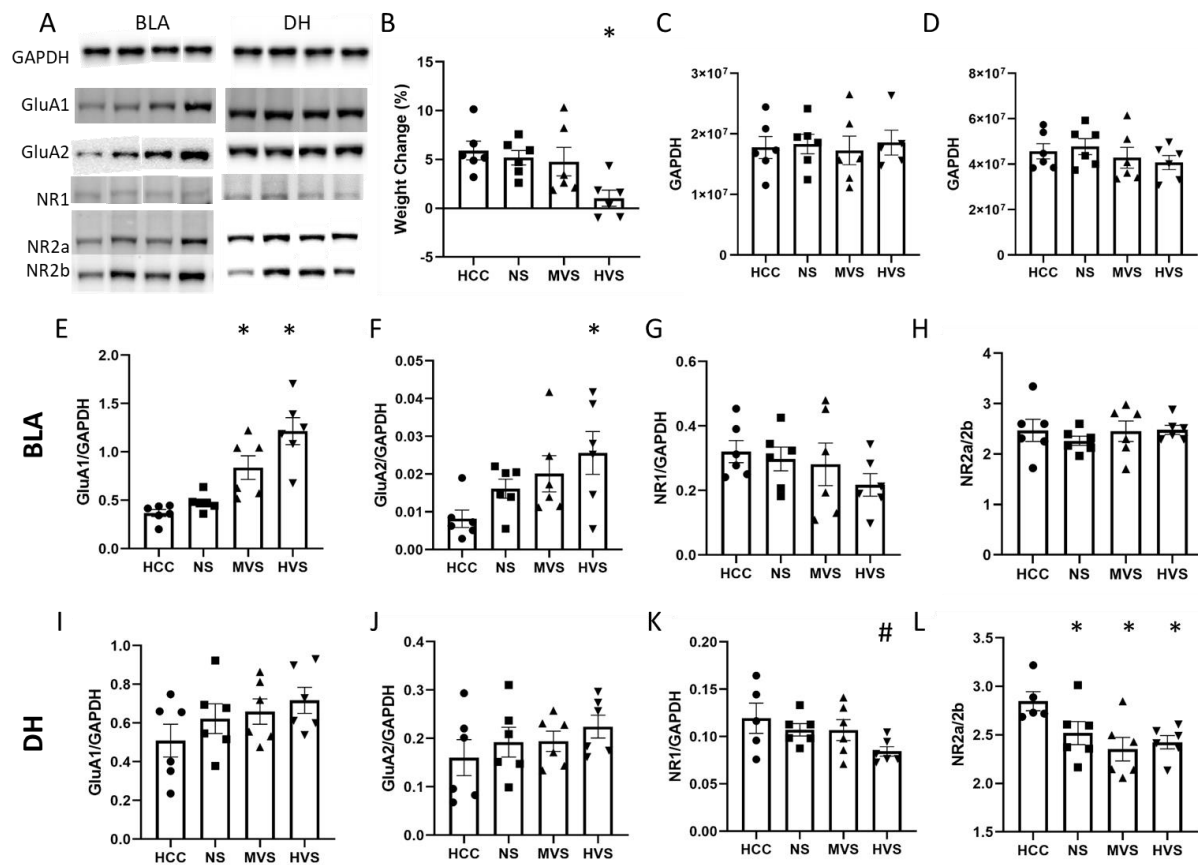 A
BLA
DH
GAPDH
GluA1
GluA2
NR1
NR2a
NR2b
B
*
Weight Change (%)
15
10
5
0
-5
HCC NS MVS HVS
C
GAPDH
3×10⁷
2×10⁷
1×10⁷
0
HCC NS MVS HVS
D
GAPDH
8×10⁷
6×10⁷
4×10⁷
2×10⁷
0
HCC NS MVS HVS
BLA
E
* *
GluA1/GAPDH
2.0
1.5
1.0
0.5
0.0
HCC NS MVS HVS
F
*
GluA2/GAPDH
0.05
0.04
0.03
0.02
0.01
0.00
HCC NS MVS HVS
G
NR1/GAPDH
0.6
0.4
0.2
0.0
HCC NS MVS HVS
H
NR2a/2b
4
3
2
1
0
HCC NS MVS HVS
DH
I
GluA1/GAPDH
1.0
0.8
0.6
0.4
0.2
0.0
HCC NS MVS HVS
J
GluA2/GAPDH
0.4
0.3
0.2
0.1
0.0
HCC NS MVS HVS
K
#
NR1/GAPDH
0.20
0.15
0.10
0.05
0.00
HCC NS MVS HVS
L
* * *
NR2a/2b
3.5
3.0
2.5
2.0
1.5
HCC NS MVS HVS